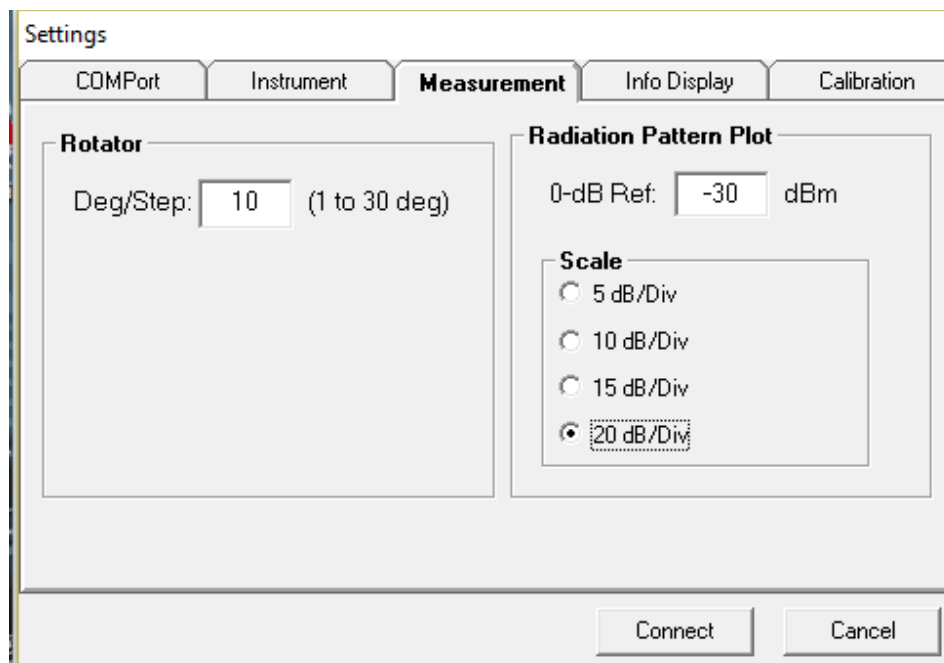 Settings
COMPort Instrument Measurement Info Display Calibration
Rotator
Deg/Step: 10 (1 to 30 deg)
Radiation Pattern Plot
0-dB Ref: -30 dBm
Scale
5 dB/Div
10 dB/Div
15 dB/Div
20 dB/Div
Connect Cancel